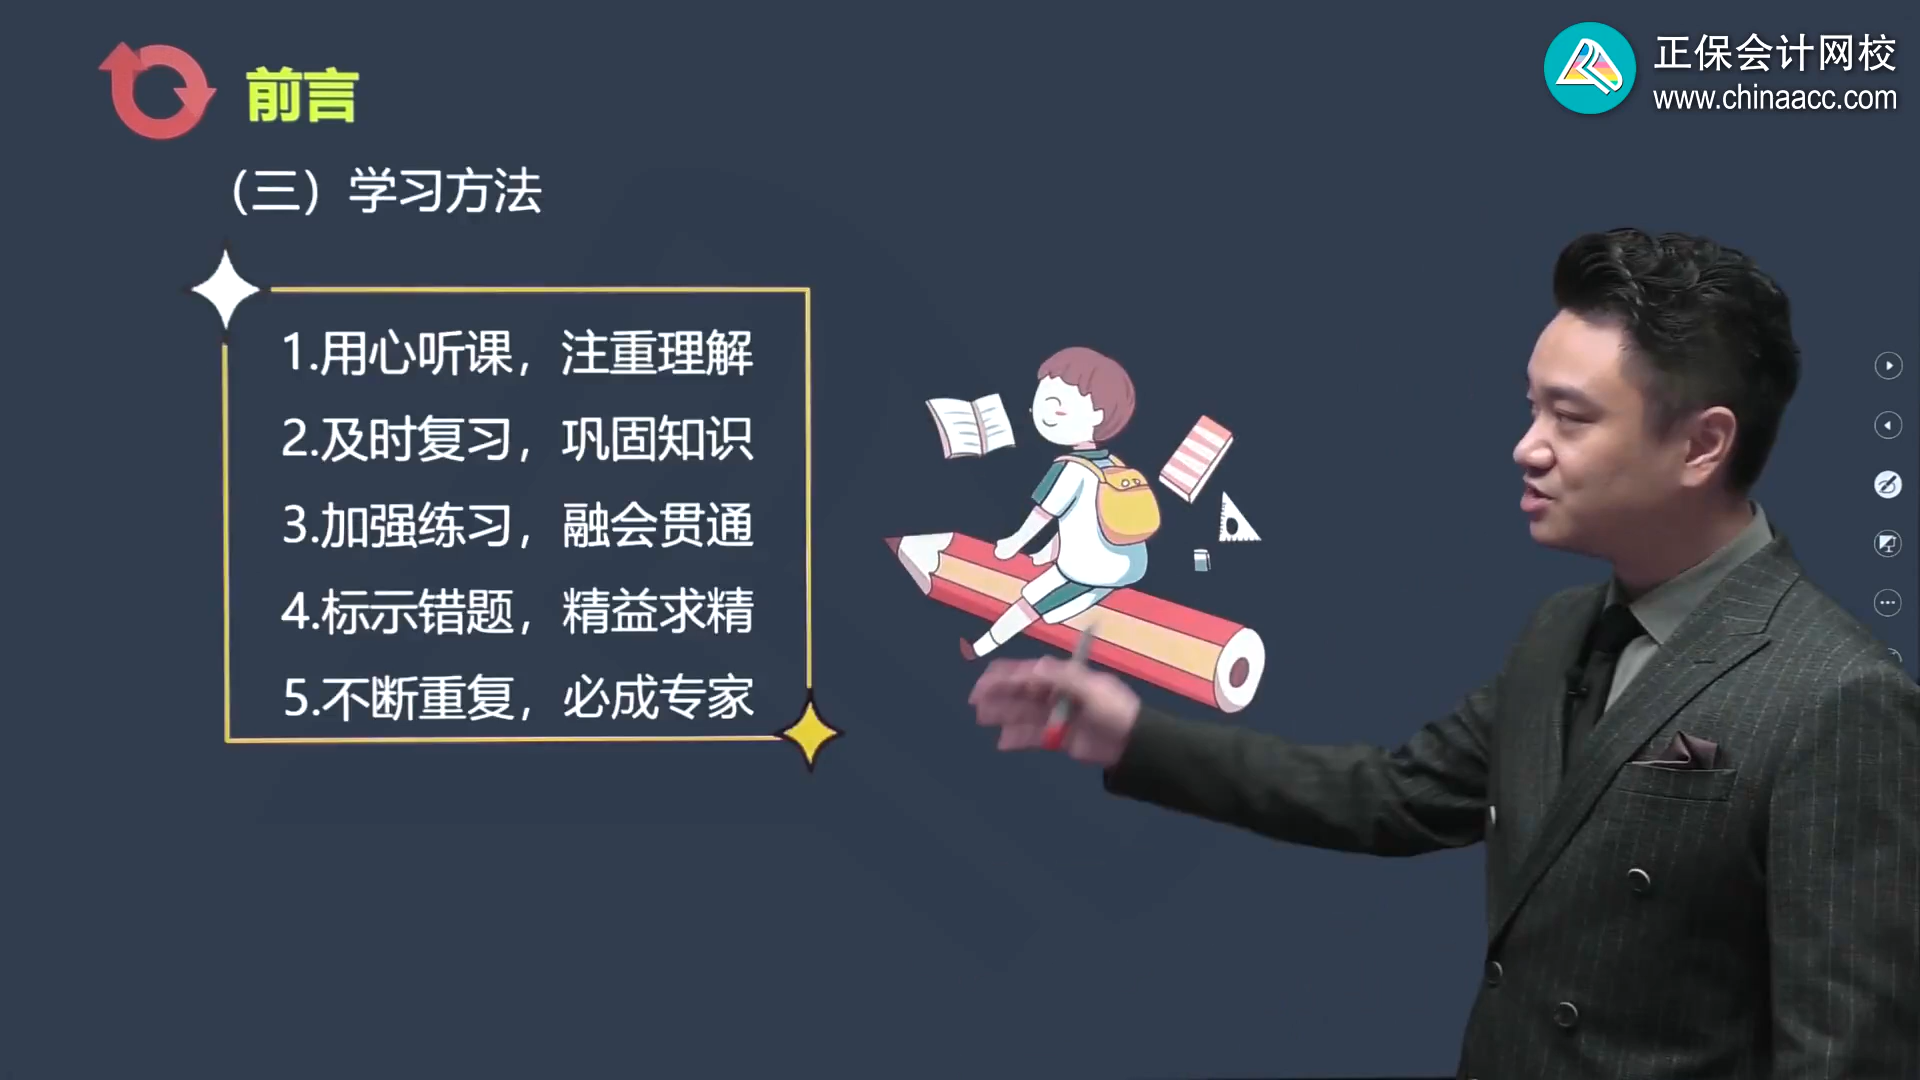 前言
正保会计网校
www.chinaacc.com
（三）学习方法
1.用心听课，注重理解
2.及时复习，巩固知识
3.加强练习，融会贯通
4.标示错题，精益求精
5.不断重复，必成专家